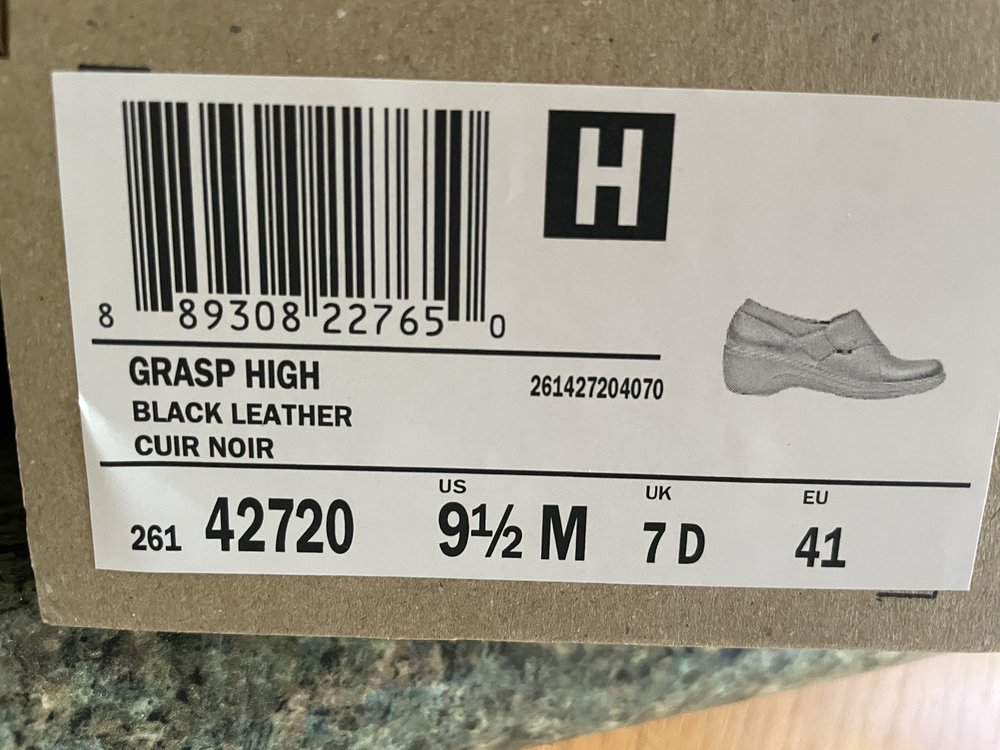 H
8 89308 22765 0
GRASP HIGH
261427204070
BLACK LEATHER
CUIR NOIR
US UK EU
261 42720 9½ M 7 D 41